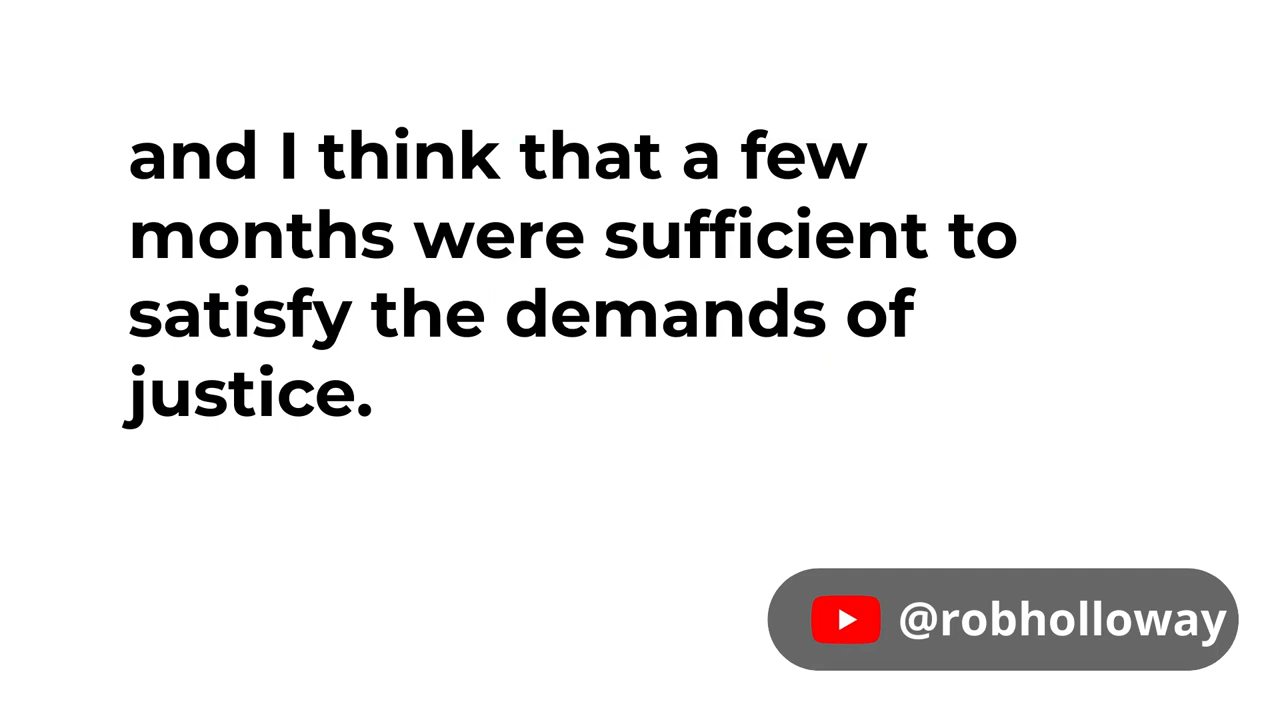 and I think that a few
months were sufficient to
satisfy the demands of
justice.
@robholloway